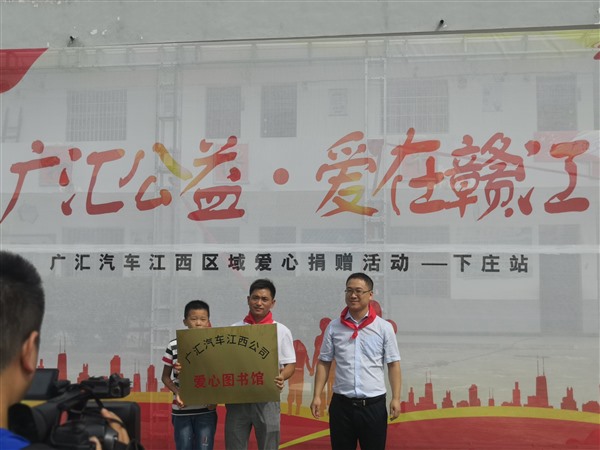 广汇公益·爱在赣江
广汇汽车江西区域爱心捐赠活动—下庄站
广汇汽车江西公司
爱心图书馆